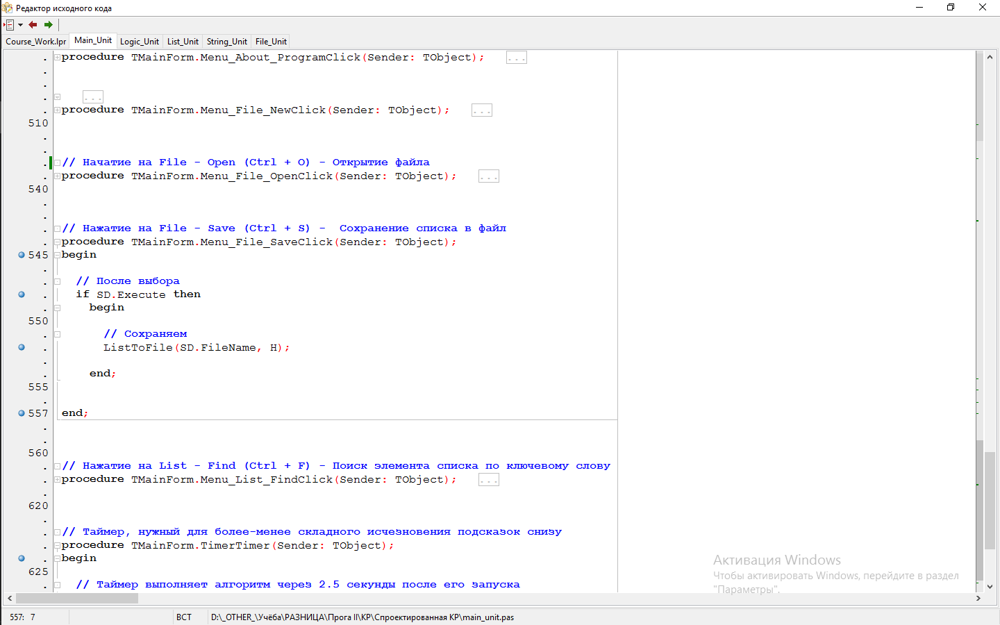 Редактор исходного кода
Course_Work.lpr Main_Unit Logic_Unit List_Unit String_Unit File_Unit
. procedure TMainForm.Menu_About_ProgramClick(Sender: TObject); ...
.
.
. ...
. procedure TMainForm.Menu_File_NewClick(Sender: TObject); ...
510
.
.
. // Начатие на File - Open (Ctrl + O) - Открытие файла
. procedure TMainForm.Menu_File_OpenClick(Sender: TObject); ...
540
.
.
. // Нажатие на File - Save (Ctrl + S) -  Сохранение списка в файл
. procedure TMainForm.Menu_File_SaveClick(Sender: TObject);
545 begin
.
. // После выбора
. if SD.Execute then
. begin
550
. // Сохраняем
. ListToFile(SD.FileName, H);
.
. end;
555
.
557 end;
.
.
560
. // Нажатие на List - Find (Ctrl + F) - Поиск элемента списка по ключевому слову
. procedure TMainForm.Menu_List_FindClick(Sender: TObject); ...
.
620
.
. // Таймер, нужный для более-менее складного исчезновения подсказок снизу
. procedure TMainForm.TimerTimer(Sender: TObject);
. begin
625
. // Таймер выполняет алгоритм через 2.5 секунды после его запуска
Активация Windows
Чтобы активировать Windows, перейдите в раздел
"Параметры".
557: 7 ВСТ D:\_OTHER_\Учёба\РАЗНИЦА\Прога II\КР\Спроектированная КР\main_unit.pas